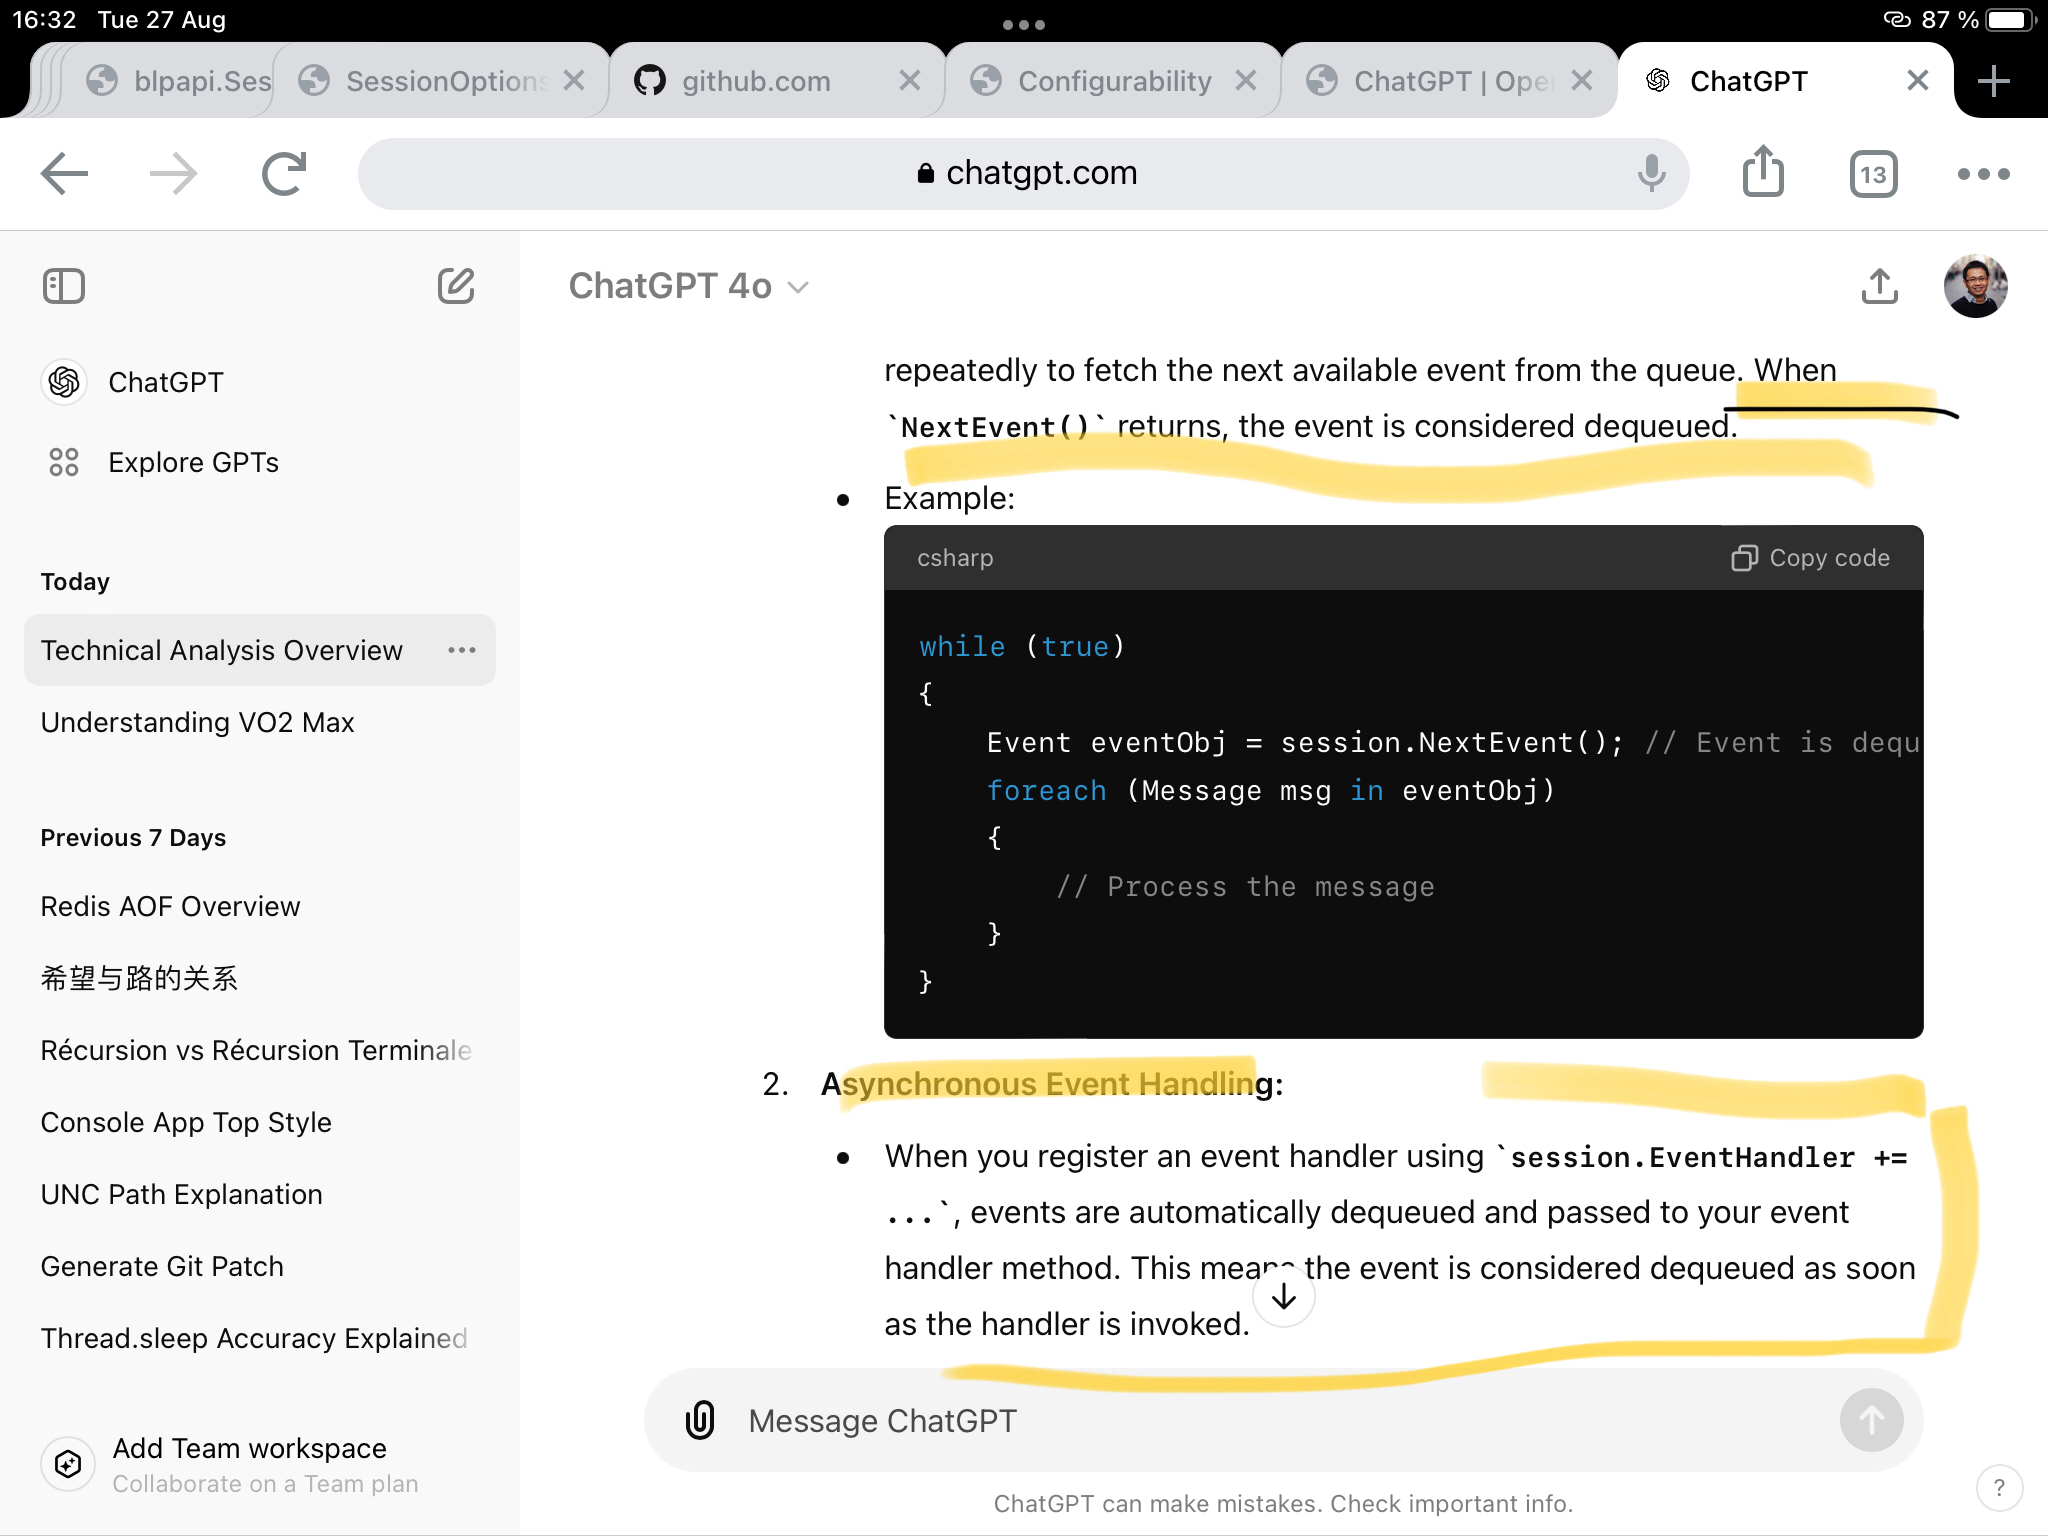 16:32 Tue 27 Aug
87 %
blpapi.Ses
SessionOptions
github.com
Configurability
ChatGPT | Ope
ChatGPT
chatgpt.com
13
ChatGPT
Explore GPTs
Today
Technical Analysis Overview
Understanding VO2 Max
Previous 7 Days
Redis AOF Overview
希望与路的关系
Récursion vs Récursion Terminale
Console App Top Style
UNC Path Explanation
Generate Git Patch
Thread.sleep Accuracy Explained
Add Team workspace
Collaborate on a Team plan
ChatGPT 4o
repeatedly to fetch the next available event from the queue. When
`NextEvent()` returns, the event is considered dequeued.
Example:
csharp
Copy code
while (true)
{
Event eventObj = session.NextEvent(); // Event is dequ
foreach (Message msg in eventObj)
{
// Process the message
}
}
2. Asynchronous Event Handling:
When you register an event handler using `session.EventHandler +=
...`, events are automatically dequeued and passed to your event
handler method. This means the event is considered dequeued as soon
as the handler is invoked.
Message ChatGPT
ChatGPT can make mistakes. Check important info.
?